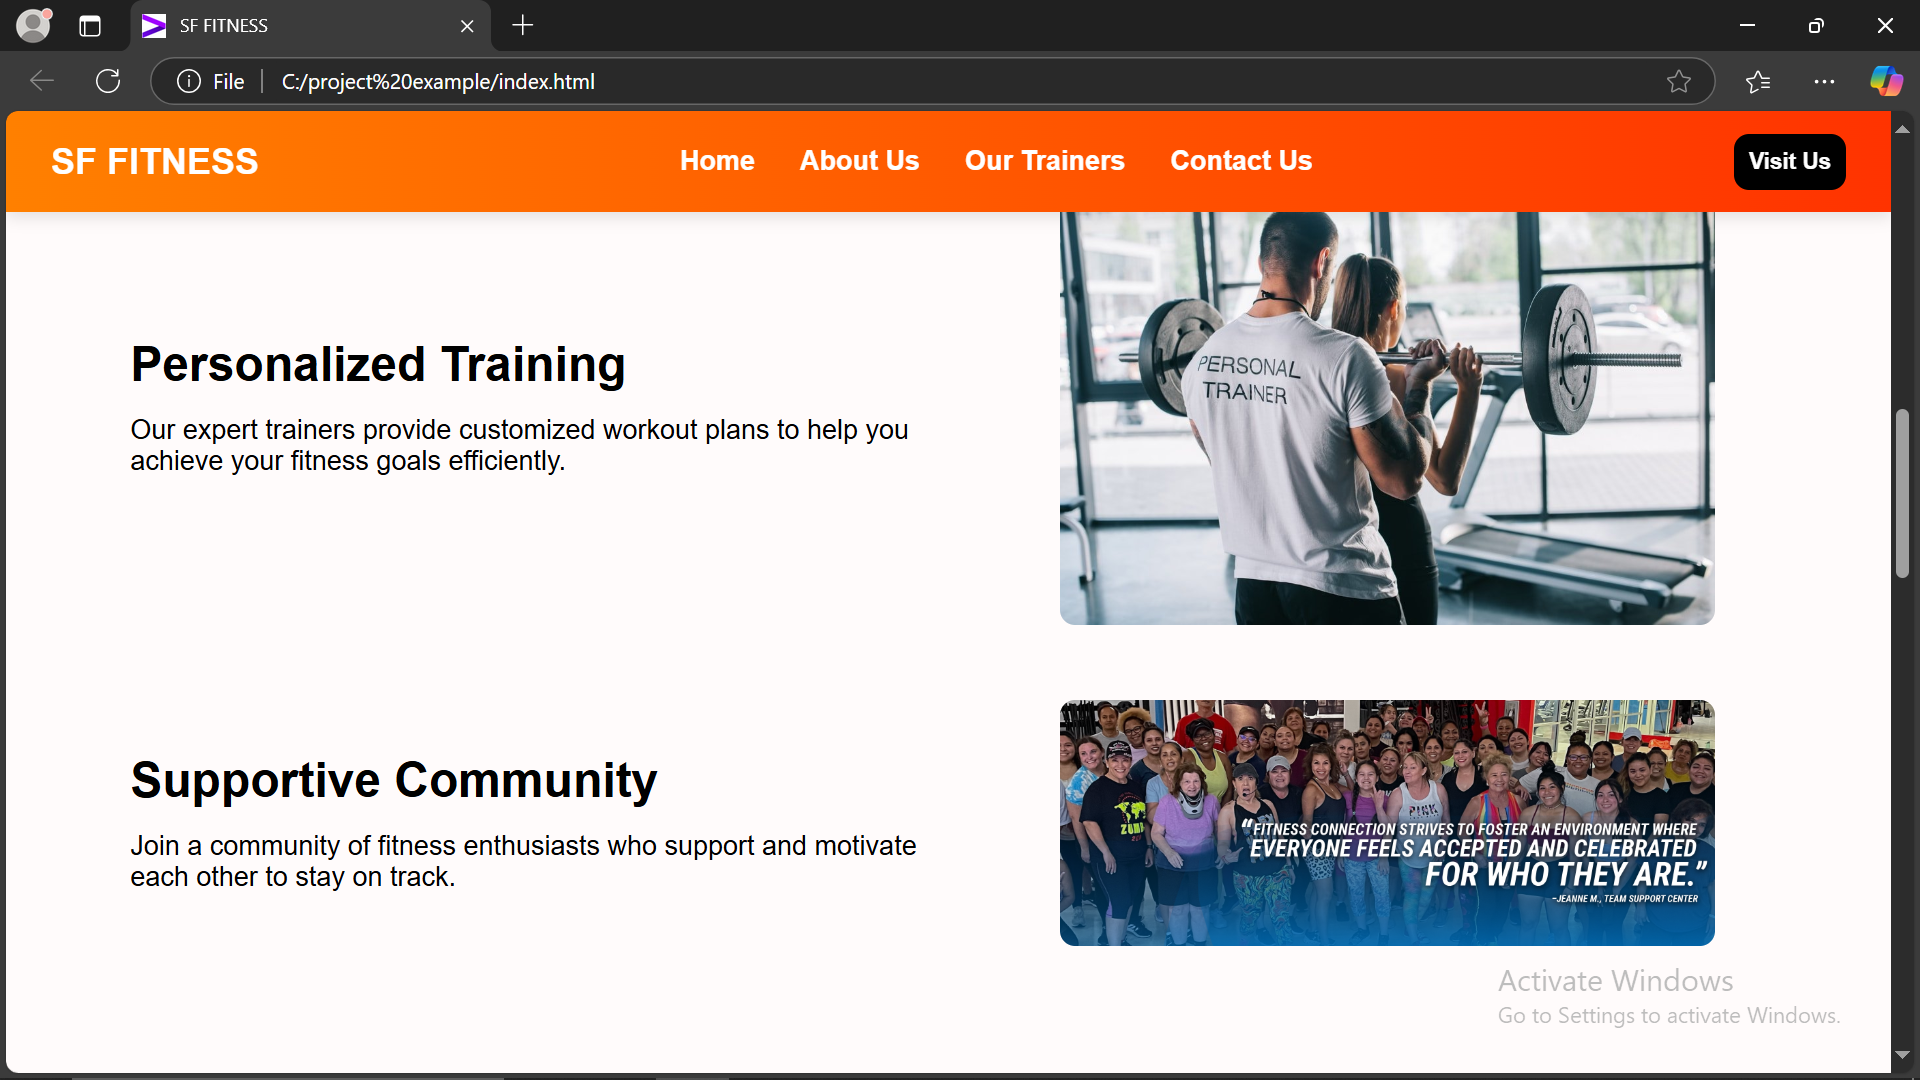 SF FITNESS
File
C:/project%20example/index.html
SF FITNESS
Home
About Us
Our Trainers
Contact Us
Visit Us
PERSONAL
TRAINER
Personalized Training
Our expert trainers provide customized workout plans to help you
achieve your fitness goals efficiently.
Supportive Community
Join a community of fitness enthusiasts who support and motivate
each other to stay on track.
PINK
ZUMB
“FITNESS CONNECTION STRIVES TO FOSTER AN ENVIRONMENT WHERE
EVERYONE FEELS ACCEPTED AND CELEBRATED
FOR WHO THEY ARE.”
-JEANNE M., TEAM SUPPORT CENTER
Activate Windows
Go to Settings to activate Windows.